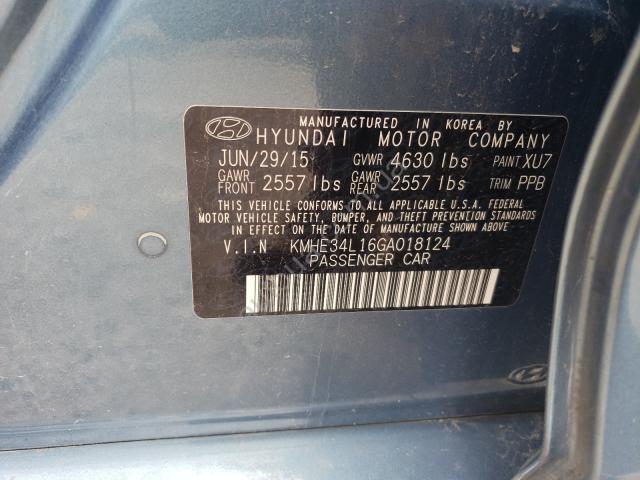 MANUFACTURED IN KOREA BY
HYUNDAI MOTOR COMPANY
JUN/29/15 GVWR 4630 lbs PAINT XU7
GAWR FRONT 2557 lbs GAWR REAR 2557 lbs TRIM PPB
THIS VEHICLE CONFORMS TO ALL APPLICABLE U.S.A. FEDERAL
MOTOR VEHICLE SAFETY, BUMPER, AND THEFT PREVENTION STANDARDS
IN EFFECT ON THE DATE OF MANUFACTURE SHOWN ABOVE
V.I.N KMHE34L16GA018124
PASSENGER CAR